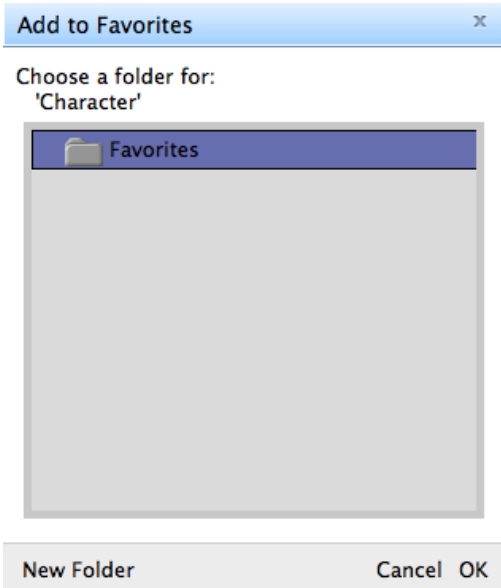 Add to Favorites x
Choose a folder for:
'Character'
Favorites
New Folder Cancel OK